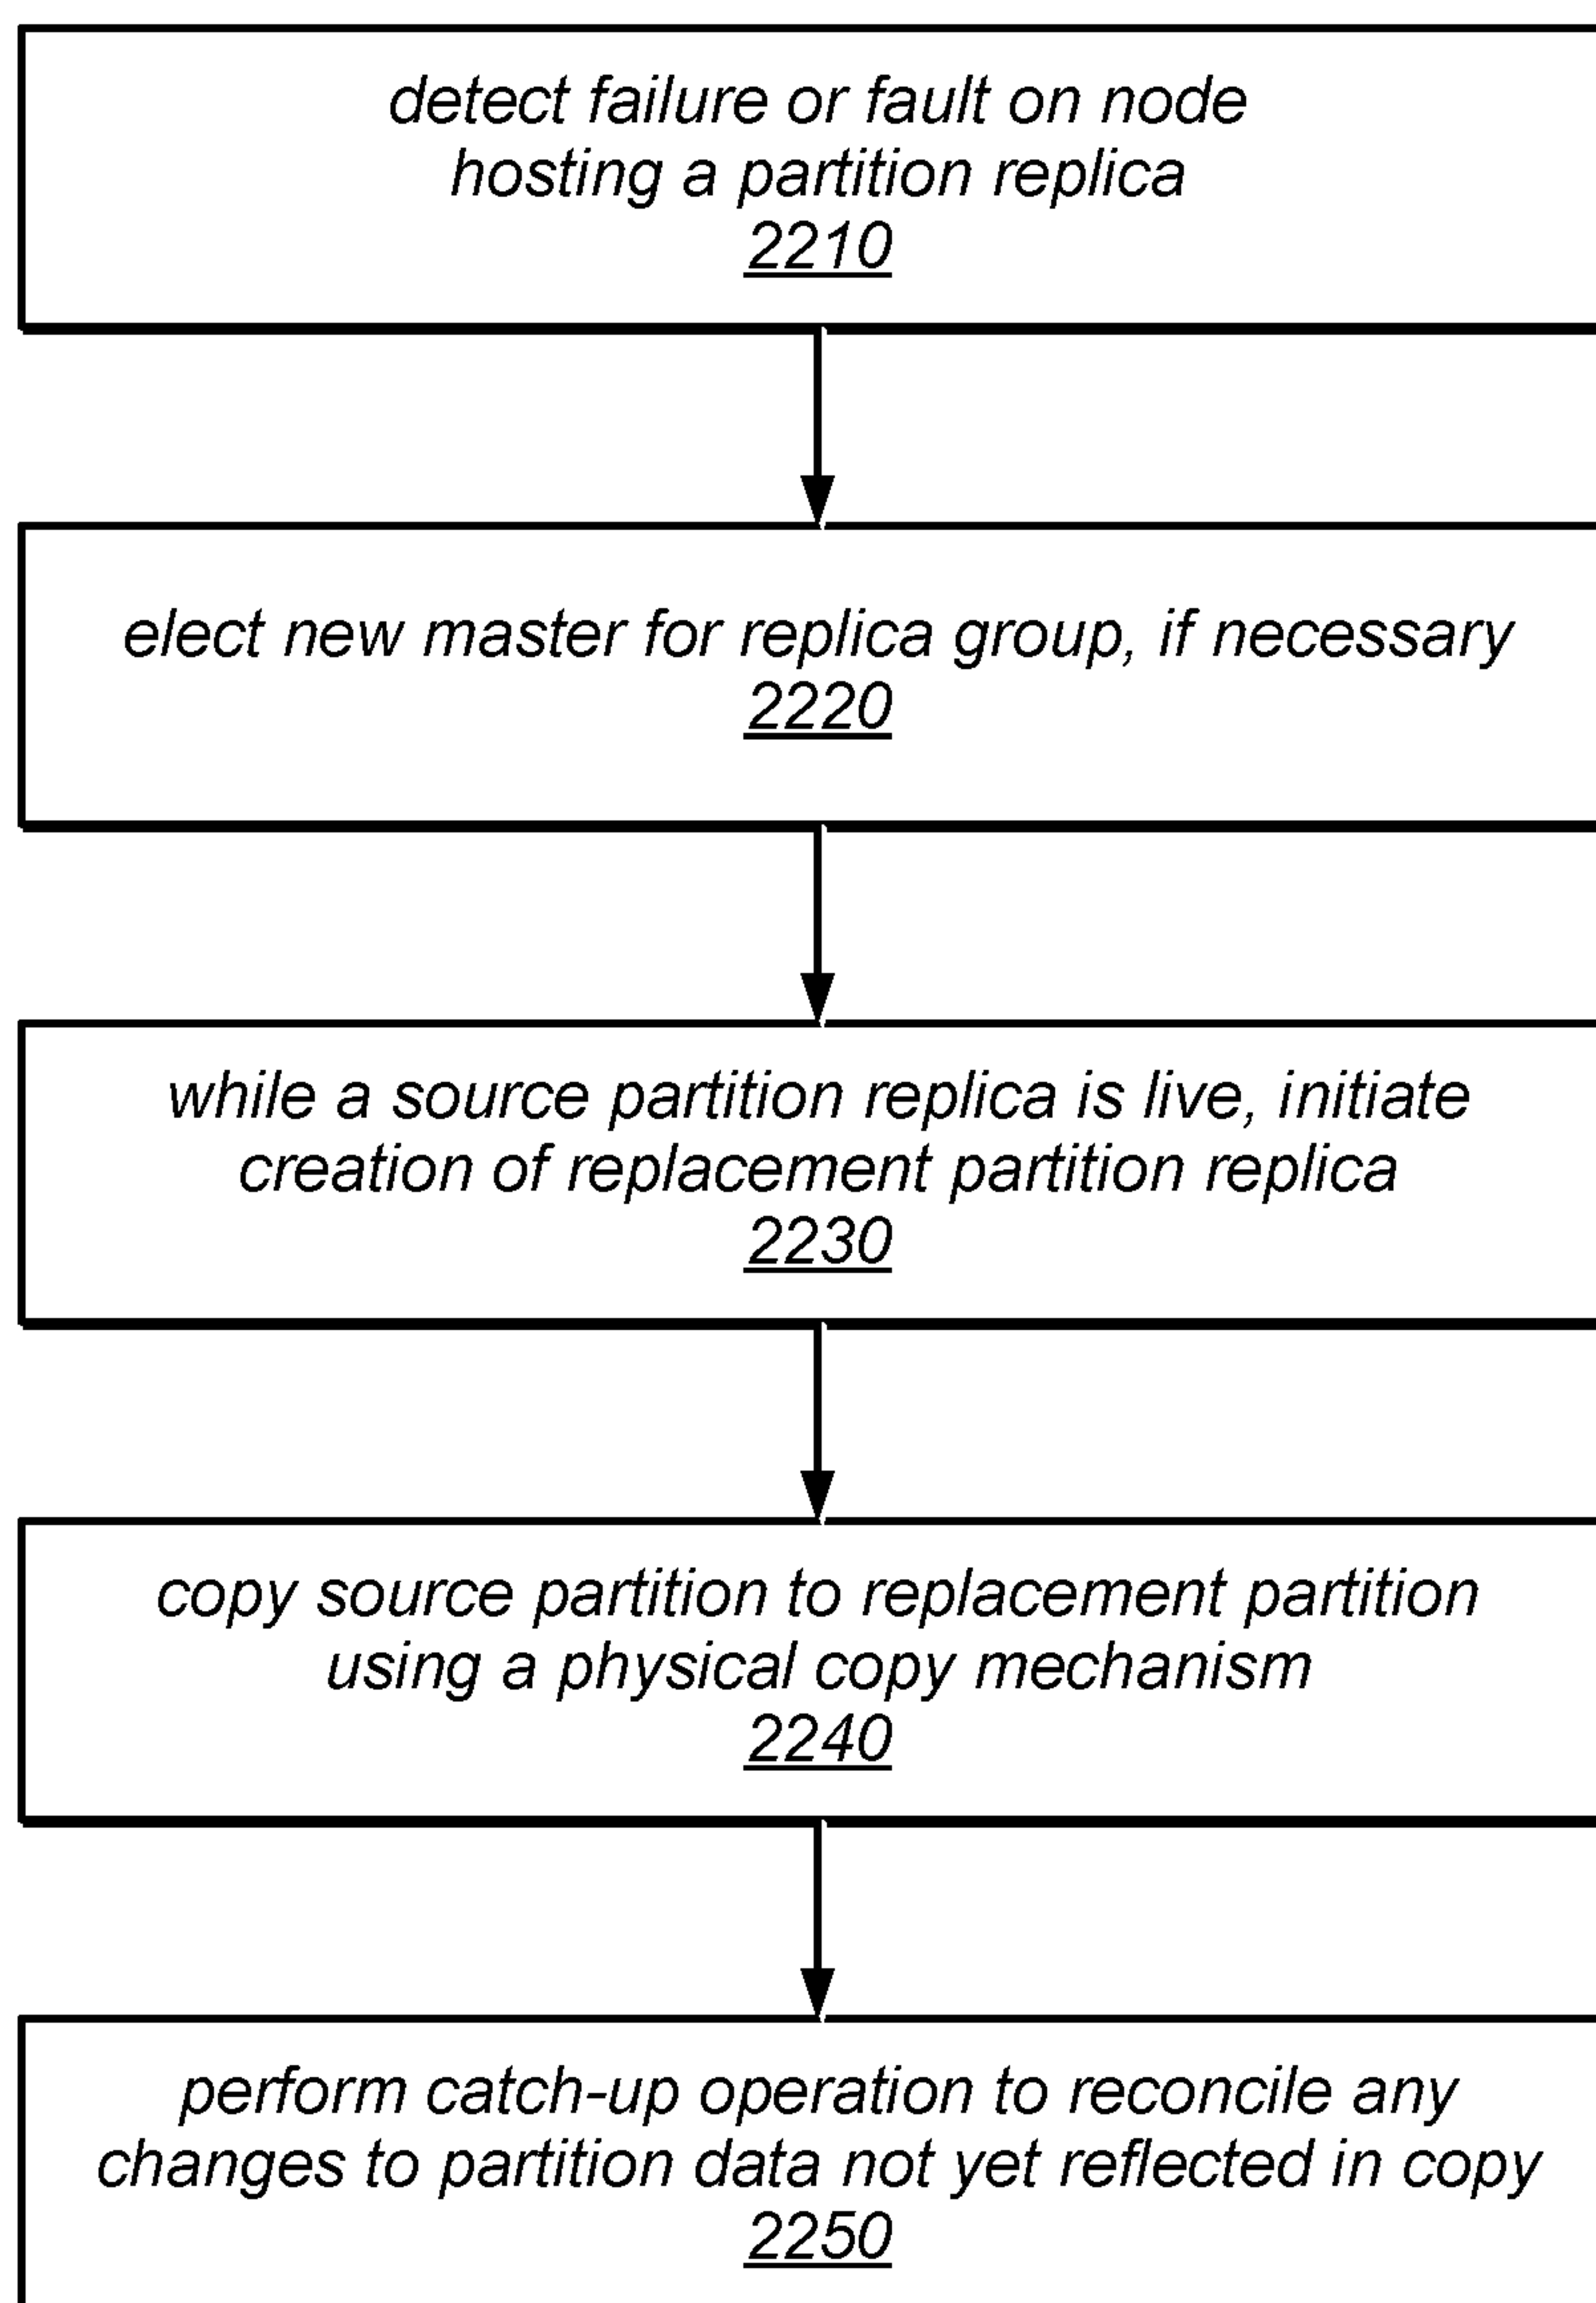 detect failure or fault on node
hosting a partition replica
2210
elect new master for replica group, if necessary
2220
while a source partition replica is live, initiate
creation of replacement partition replica
2230
copy source partition to replacement partition
using a physical copy mechanism
2240
perform catch-up operation to reconcile any
changes to partition data not yet reflected in copy
2250